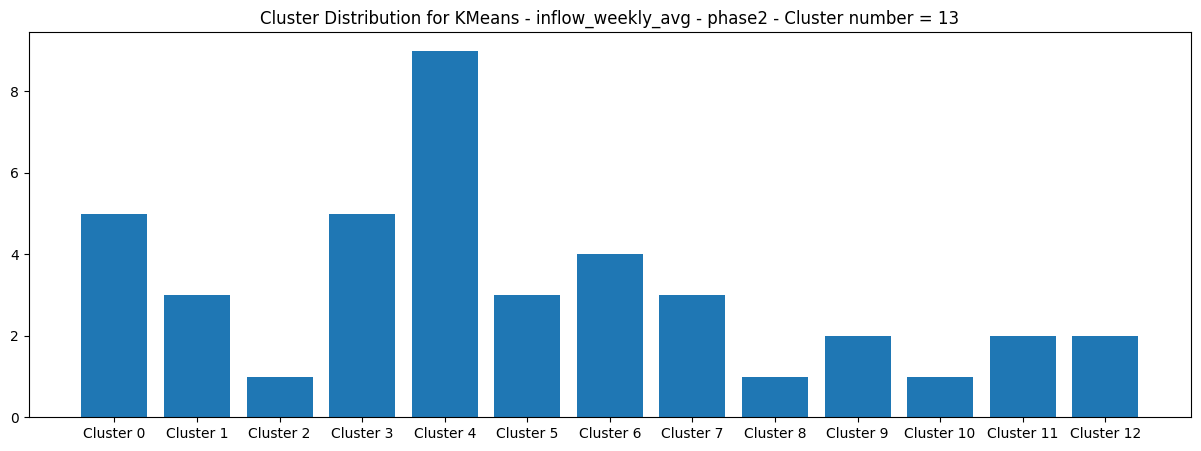 Cluster Distribution for KMeans - inflow_weekly_avg - phase2 - Cluster number = 13
8
6
4
2
0
Cluster 0 Cluster 1 Cluster 2 Cluster 3 Cluster 4 Cluster 5 Cluster 6 Cluster 7 Cluster 8 Cluster 9 Cluster 10 Cluster 11 Cluster 12